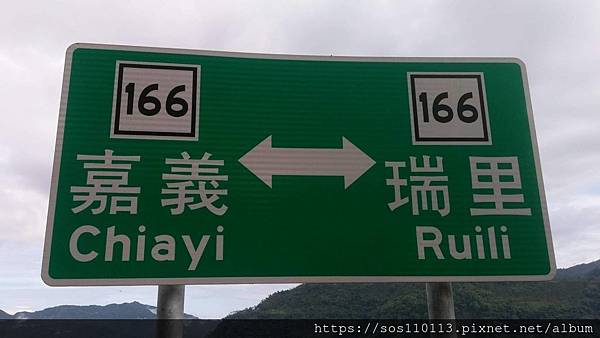 166 166
嘉義 瑞里
Chiayi Ruili
https://sos110113.pixnet.net/album